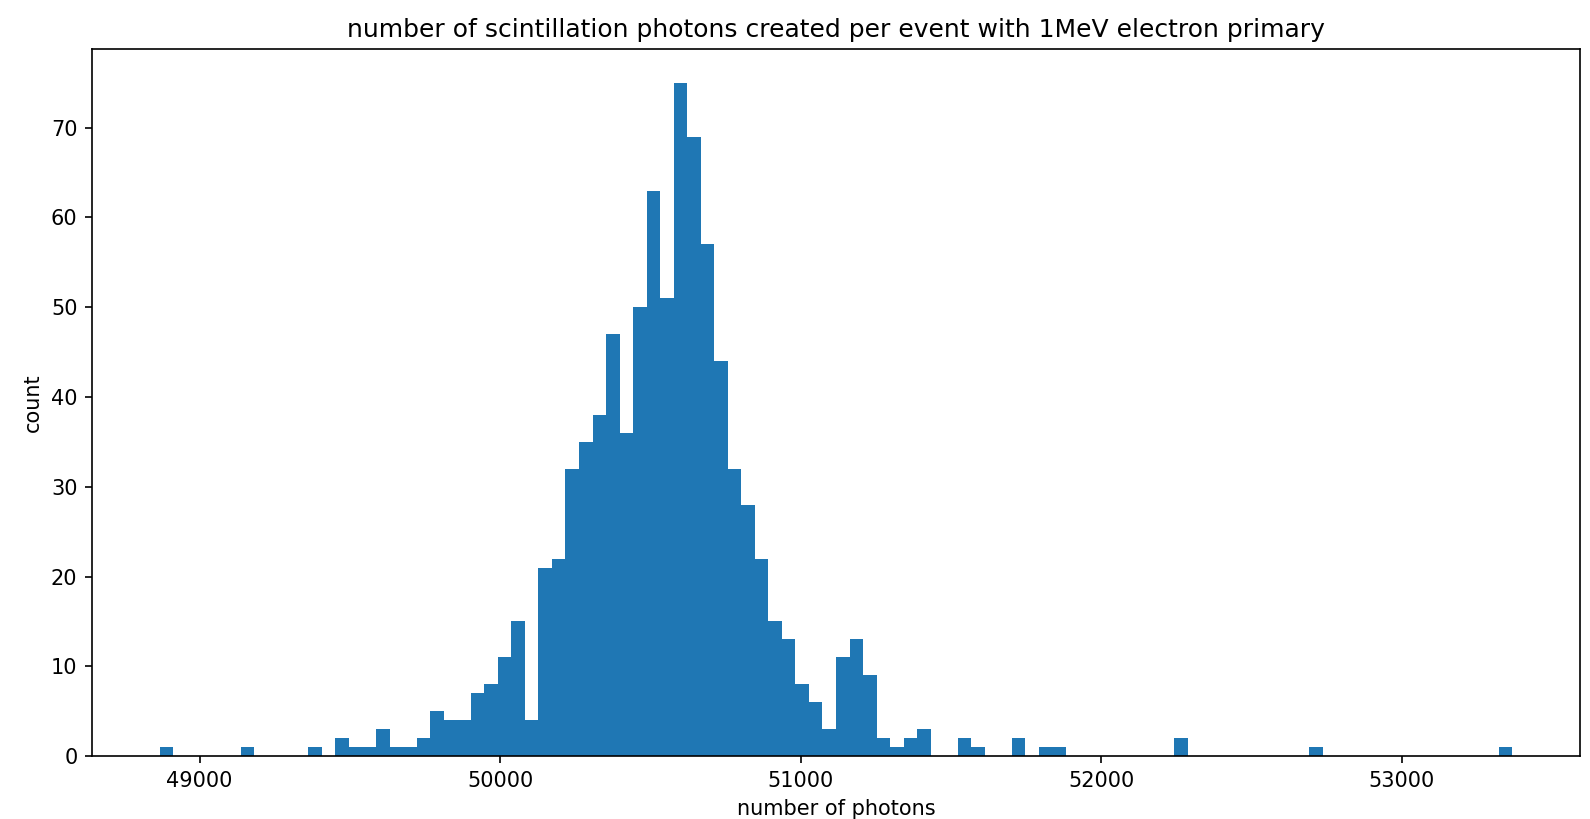 number of scintillation photons created per event with 1MeV electron primary
70
60
50
40
30
20
10
0
count
49000 50000 51000 52000 53000
number of photons